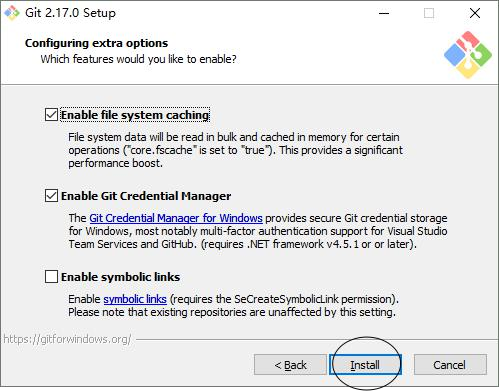 Git 2.17.0 Setup
Configuring extra options
Which features would you like to enable?
Enable file system caching
File system data will be read in bulk and cached in memory for certain
operations ("core.fscache" is set to "true"). This provides a significant
performance boost.
Enable Git Credential Manager
The Git Credential Manager for Windows provides secure Git credential storage
for Windows, most notably multi-factor authentication support for Visual Studio
Team Services and GitHub. (requires .NET framework v4.5.1 or or later).
Enable symbolic links
Enable symbolic links (requires the SeCreateSymbolicLink permission).
Please note that existing repositories are unaffected by this setting.
https://gitforwindows.org/
< Back Install Cancel